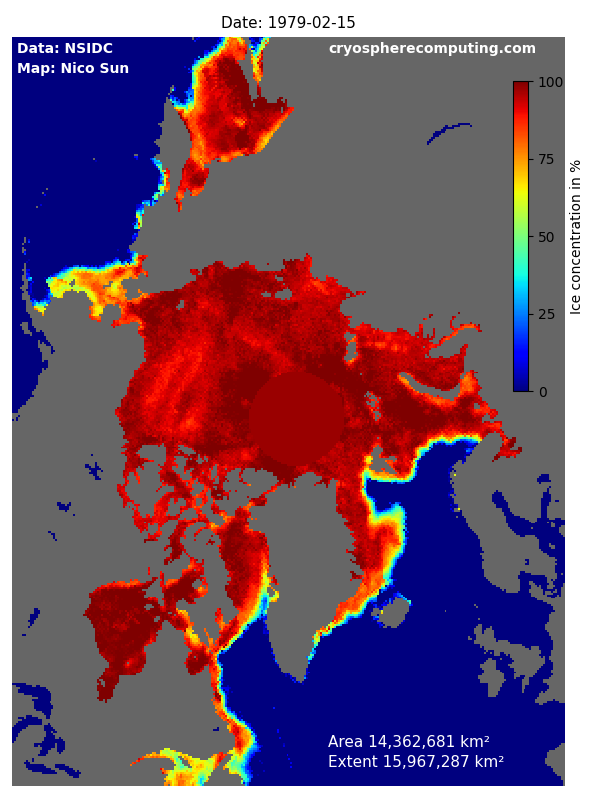 Date: 1979-02-15
Data: NSIDC
Map: Nico Sun
cryospherecomputing.com
100
75
50
25
0
Ice concentration in %
Area 14,362,681 km²
Extent 15,967,287 km²